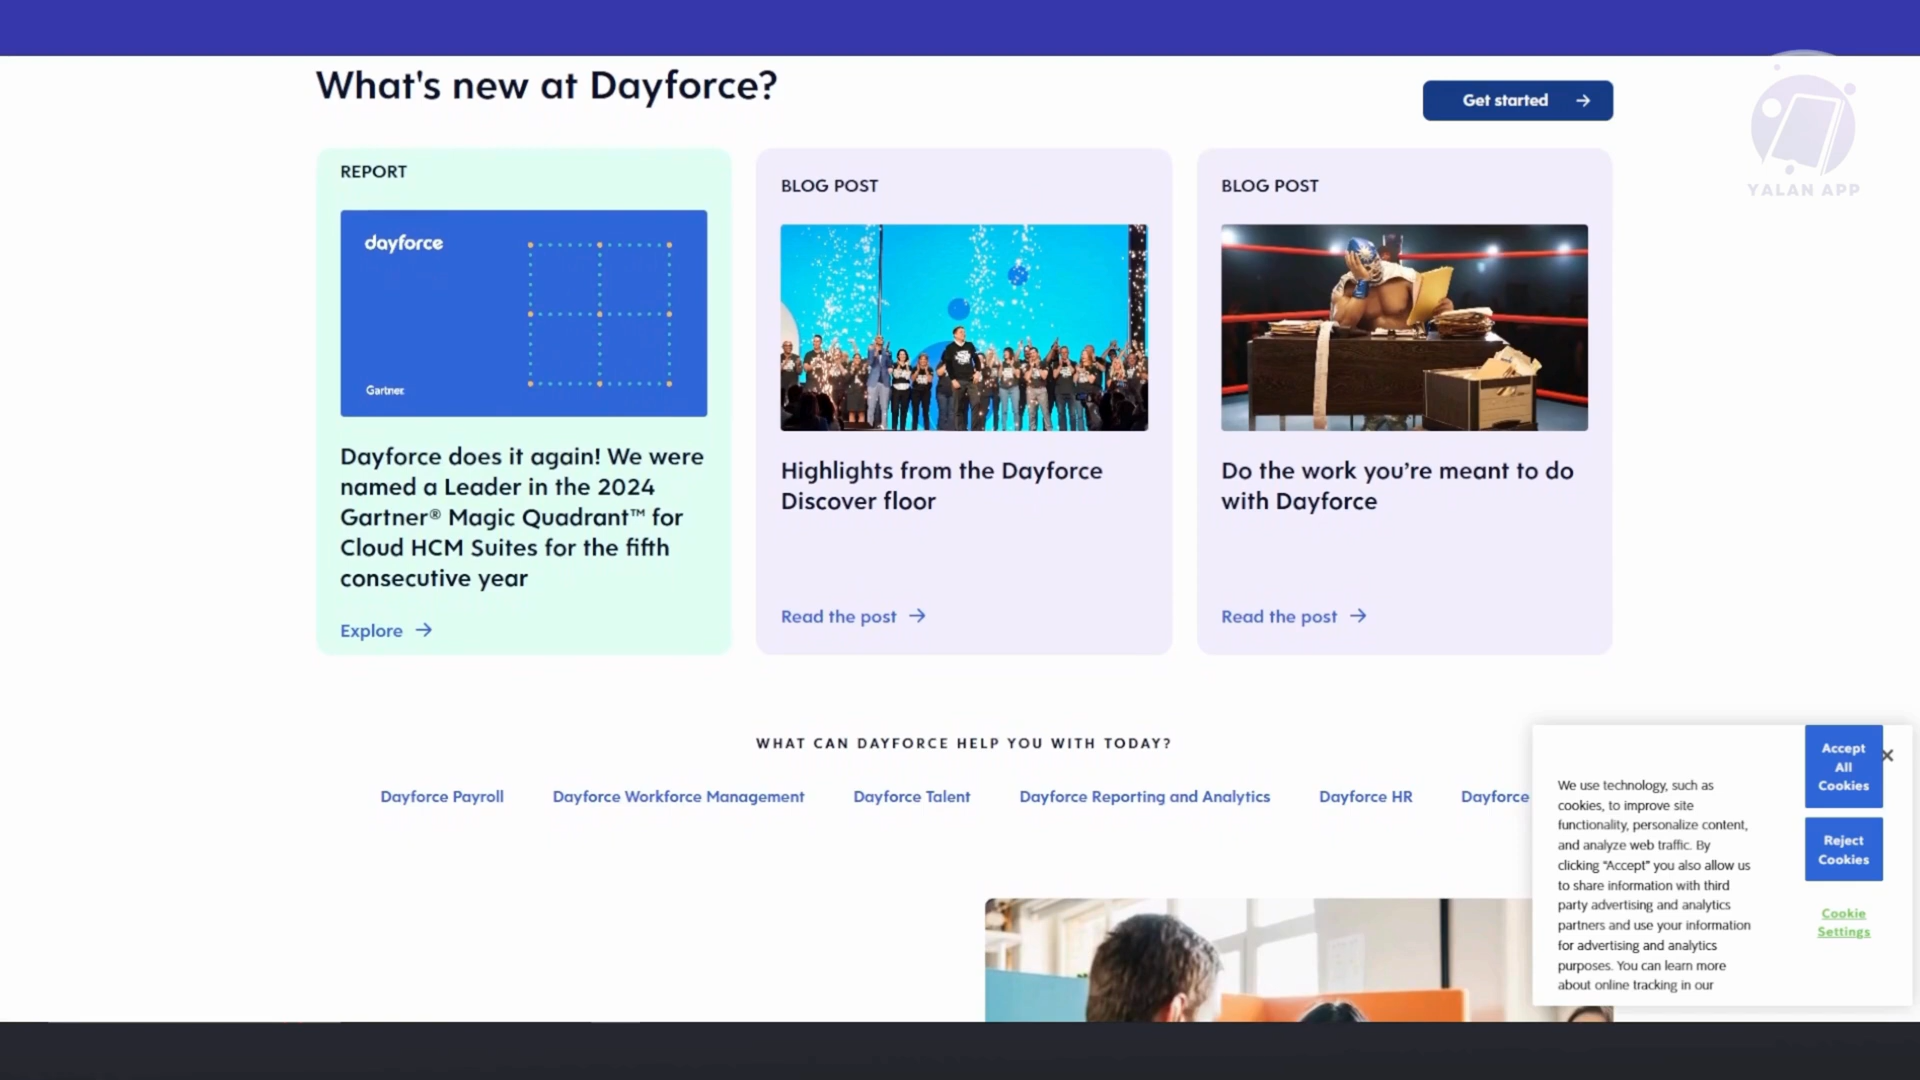 What's new at Dayforce?
Get started
YALAN APP
REPORT
dayforce
Gartner
Dayforce does it again! We were
named a Leader in the 2024
Gartner® Magic Quadrant™ for
Cloud HCM Suites for the fifth
consecutive year
Explore
BLOG POST
Highlights from the Dayforce
Discover floor
Read the post
BLOG POST
Do the work you’re meant to do
with Dayforce
Read the post
WHAT CAN DAYFORCE HELP YOU WITH TODAY?
Dayforce Payroll
Dayforce Workforce Management
Dayforce Talent
Dayforce Reporting and Analytics
Dayforce HR
Dayforce
We use technology, such as
cookies, to improve site
functionality, personalize content,
and analyze web traffic. By
clicking “Accept” you also allow us
to share information with third
party advertising and analytics
partners and use your information
for advertising and analytics
purposes. You can learn more
about online tracking in our
Accept
All
Cookies
Reject
Cookies
Cookie
Settings